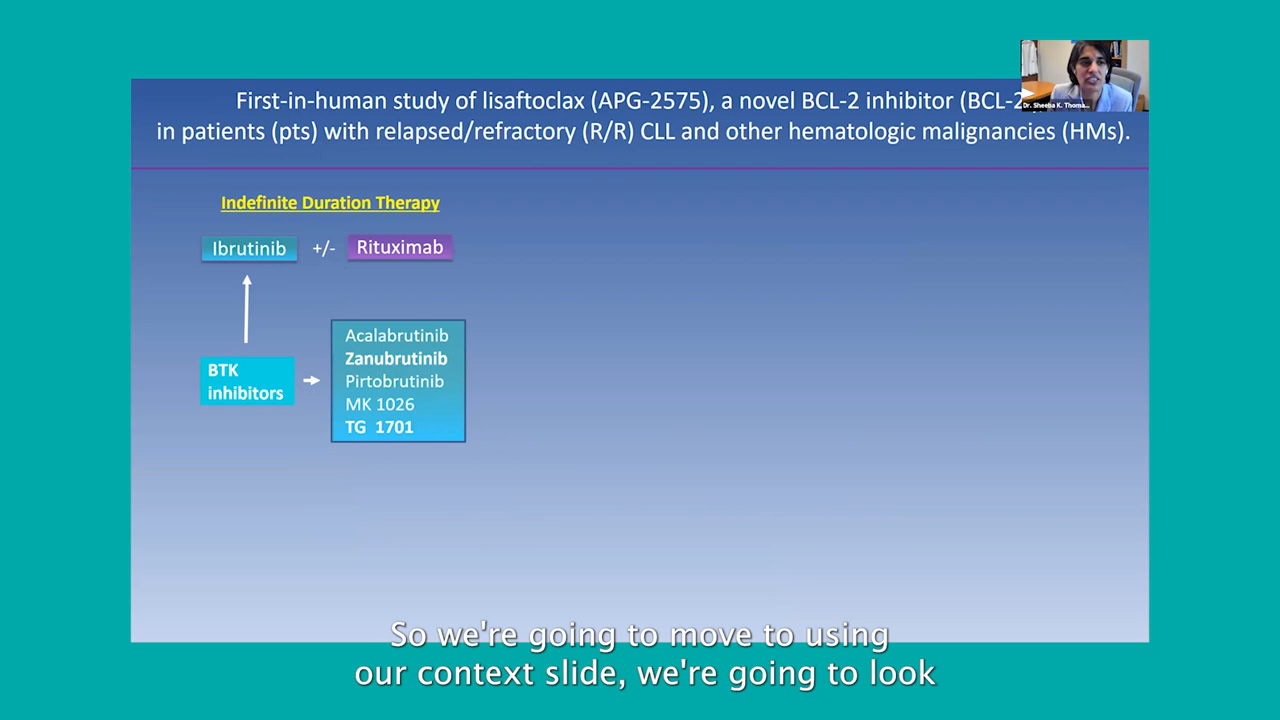 First-in-human study of lisaftoclax (APG-2575), a novel BCL-2 inhibitor (BCL-2
in patients (pts) with relapsed/refractory (R/R) CLL and other hematologic malignancies (HMs).
Dr. Sheeba K. Thoma...
Indefinite Duration Therapy
Ibrutinib +/- Rituximab
Acalabrutinib
Zanubrutinib
Pirtobrutinib
MK 1026
TG 1701
BTK
inhibitors
So we're going to move to using
our context slide, we're going to look